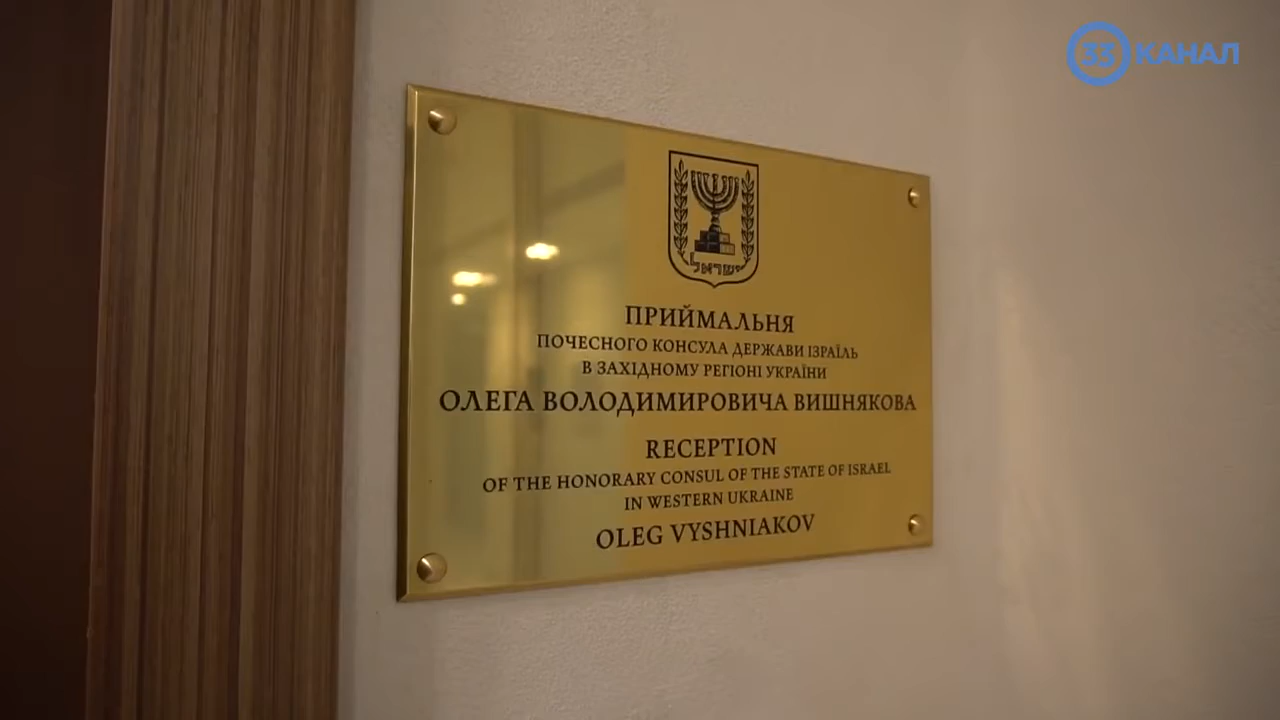 33 КАНАЛ
ישראל
ПРИЙМАЛЬНЯ
ПОЧЕСНОГО КОНСУЛА ДЕРЖАВИ ІЗРАЇЛЬ
В ЗАХІДНОМУ РЕГІОНІ УКРАЇНИ
ОЛЕГА ВОЛОДИМИРОВИЧА ВИШНЯКОВА
RECEPTION
OF THE HONORARY CONSUL OF THE STATE OF ISRAEL
IN WESTERN UKRAINE
OLEG VYSHNIAKOV